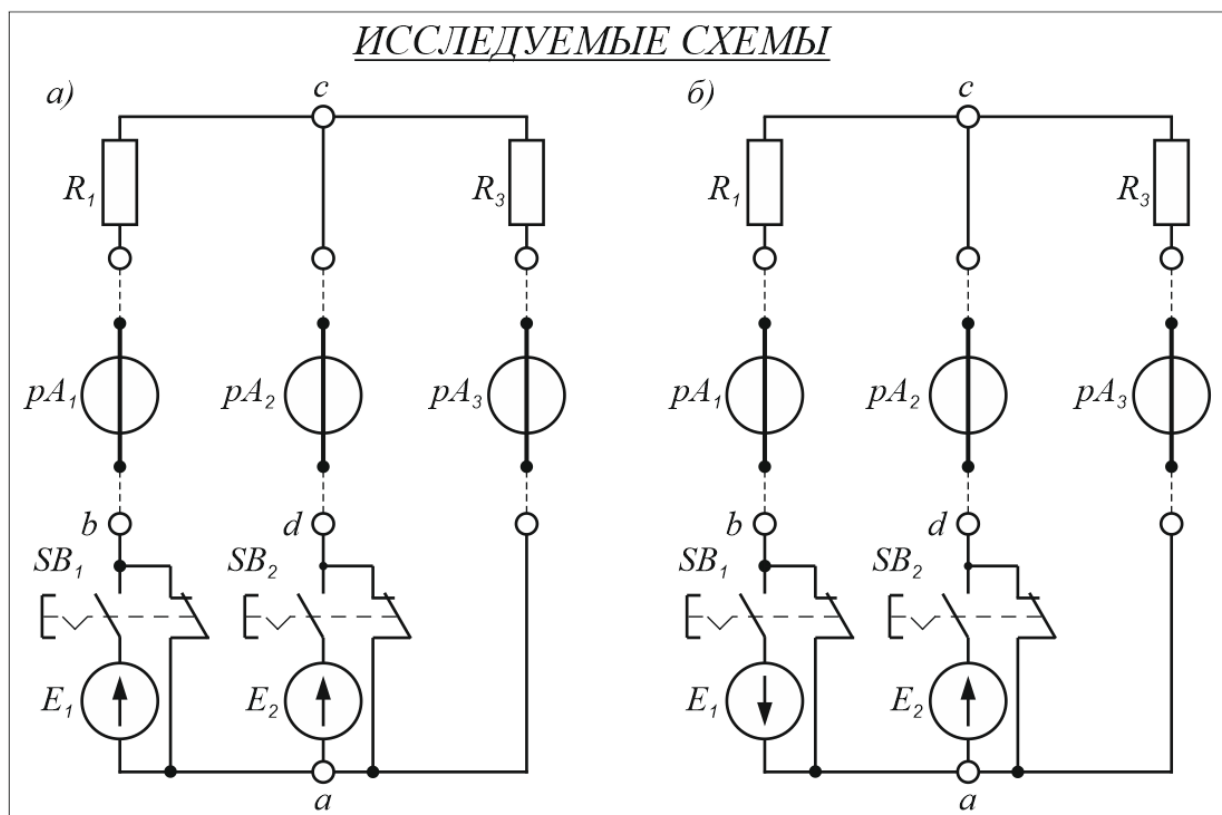 ИССЛЕДУЕМЫЕ СХЕМЫ
а) c б) c
R1 R3 R1 R3
pA1 pA2 pA3 pA1 pA2 pA3
b d b d
SB1 SB2 SB1 SB2
E1 E2 E1 E2
a a